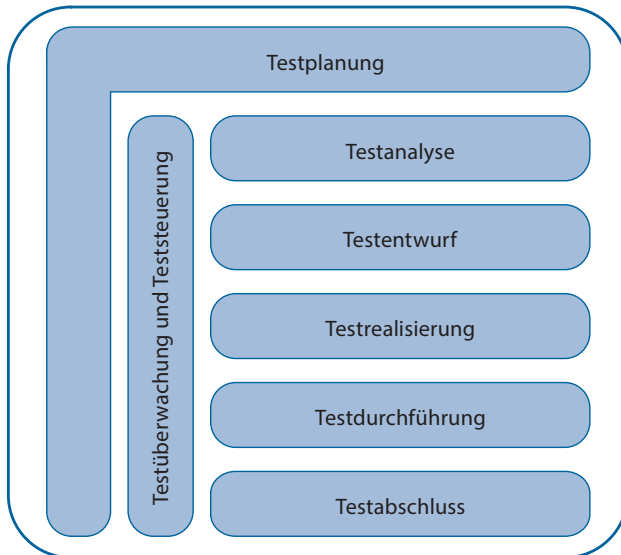 Testplanung
Testüberwachung und Teststeuerung
Testanalyse
Testentwurf
Testrealisierung
Testdurchführung
Testabschluss